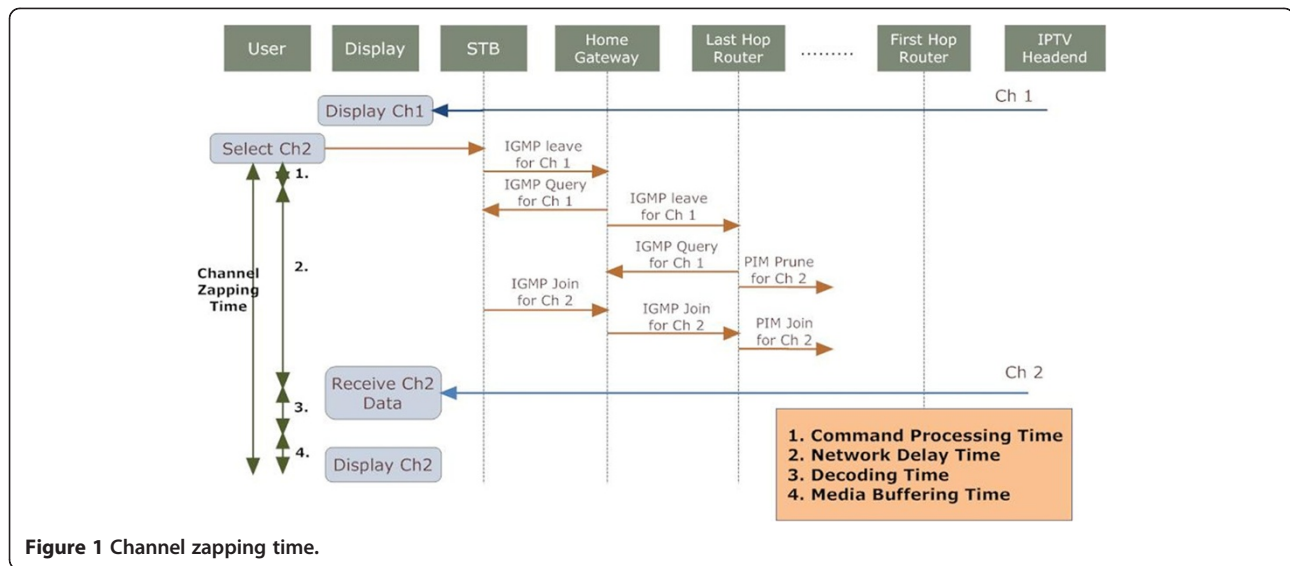 User
Display
STB
Home
Gateway
Last Hop
Router
.........
First Hop
Router
IPTV
Headend
Ch 1
Display Ch1
Select Ch2
IGMP leave
for Ch 1
1.
IGMP Query
for Ch 1
IGMP leave
for Ch 1
2.
IGMP Query
for Ch 1
PIM Prune
for Ch 2
Channel
Zapping
Time
IGMP Join
for Ch 2
IGMP Join
for Ch 2
PIM Join
for Ch 2
Receive Ch2
Data
Ch 2
3.
4.
Display Ch2
1. Command Processing Time
2. Network Delay Time
3. Decoding Time
4. Media Buffering Time
Figure 1 Channel zapping time.